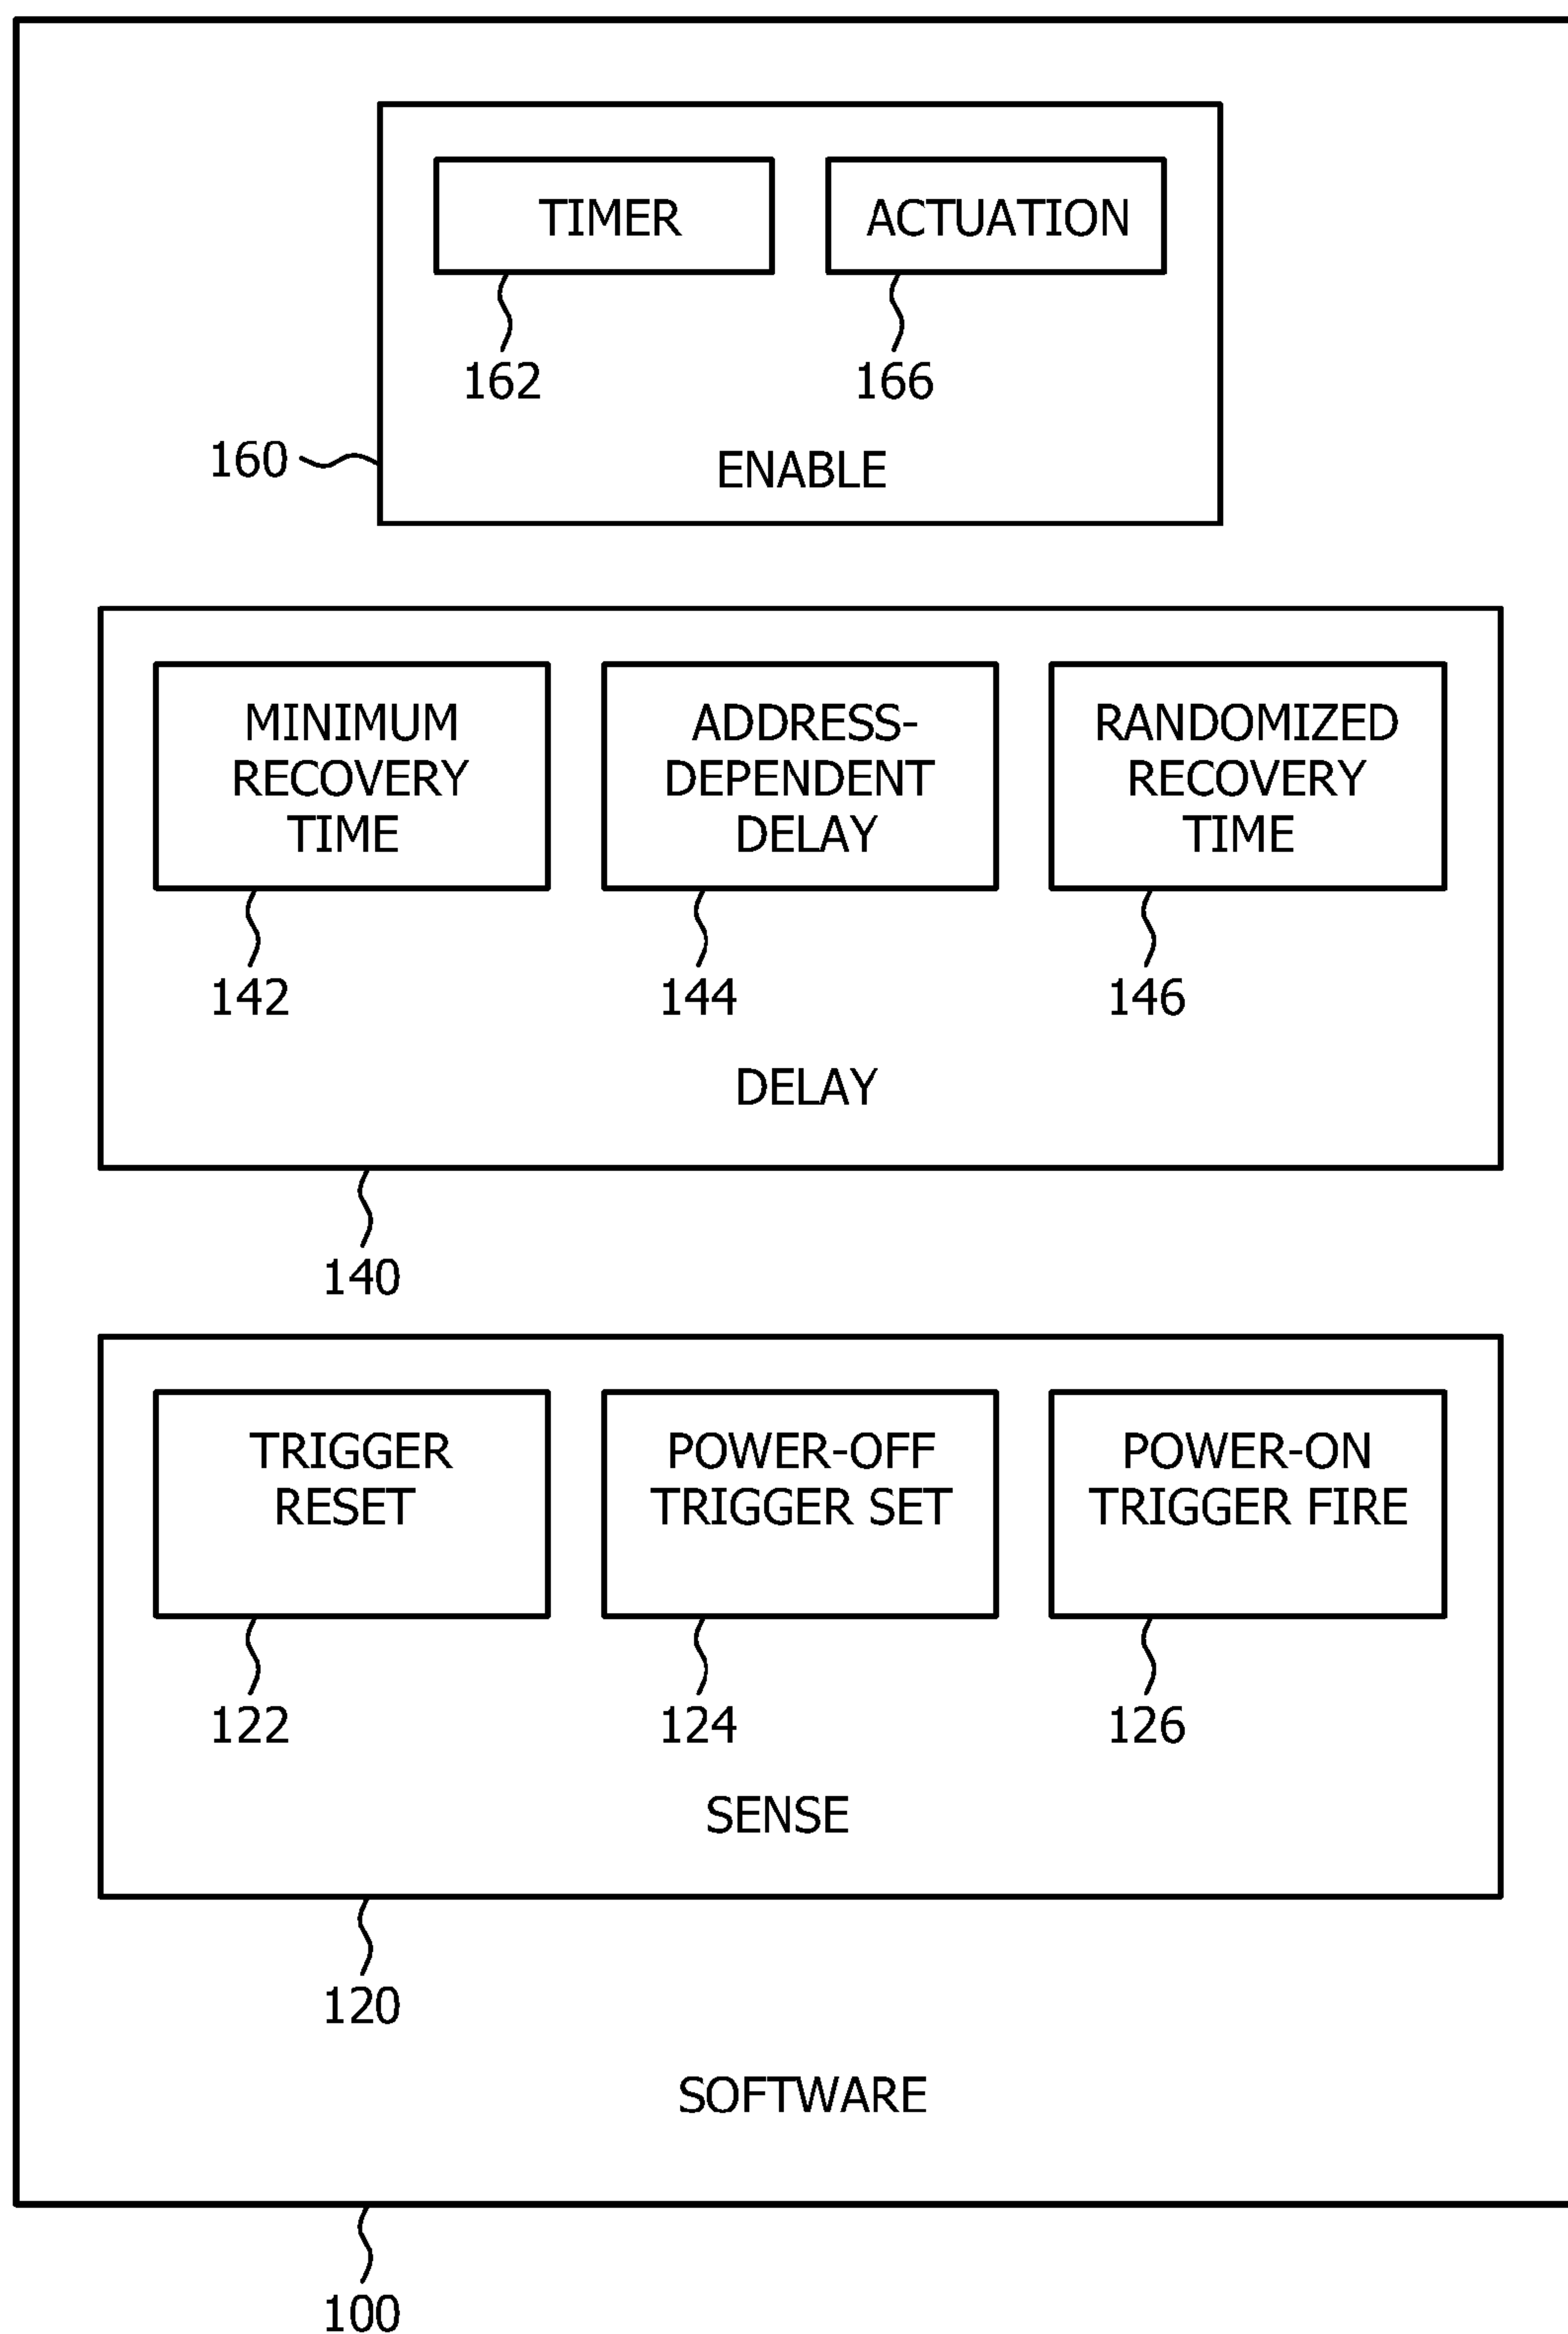 TIMER
ACTUATION
162
166
160
ENABLE
MINIMUM
RECOVERY
TIME
ADDRESS-
DEPENDENT
DELAY
RANDOMIZED
RECOVERY
TIME
142
144
146
DELAY
140
TRIGGER
RESET
POWER-OFF
TRIGGER SET
POWER-ON
TRIGGER FIRE
122
124
126
SENSE
120
SOFTWARE
100